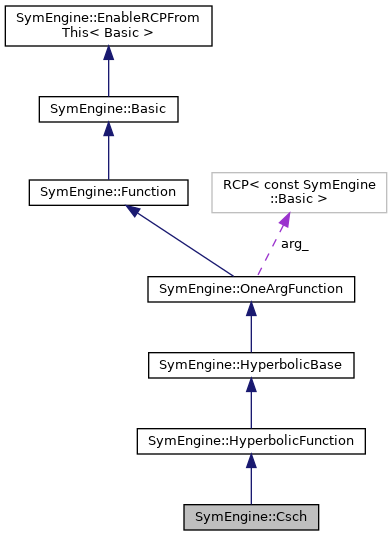 SymEngine::EnableRCPFrom
This< Basic >
SymEngine::Basic
SymEngine::Function
RCP< const SymEngine
::Basic >
arg_
SymEngine::OneArgFunction
SymEngine::HyperbolicBase
SymEngine::HyperbolicFunction
SymEngine::Csch